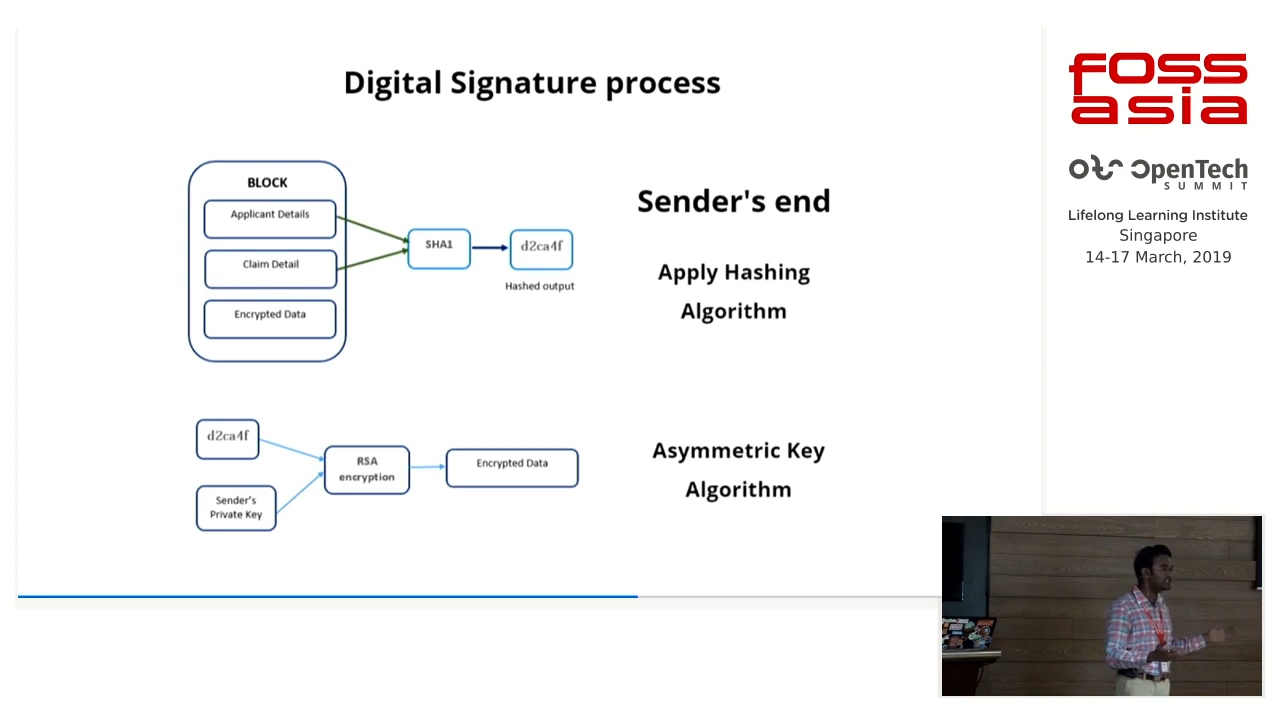 Digital Signature process
BLOCK
Applicant Details
Claim Detail
Encrypted Data
SHA1
d2ca4f
Hashed output
Sender's end
Apply Hashing
Algorithm
d2ca4f
Sender's
Private Key
RSA
encryption
Encrypted Data
Asymmetric Key
Algorithm
foss
asia
OpenTech
SUMMIT
Lifelong Learning Institute
Singapore
14-17 March, 2019